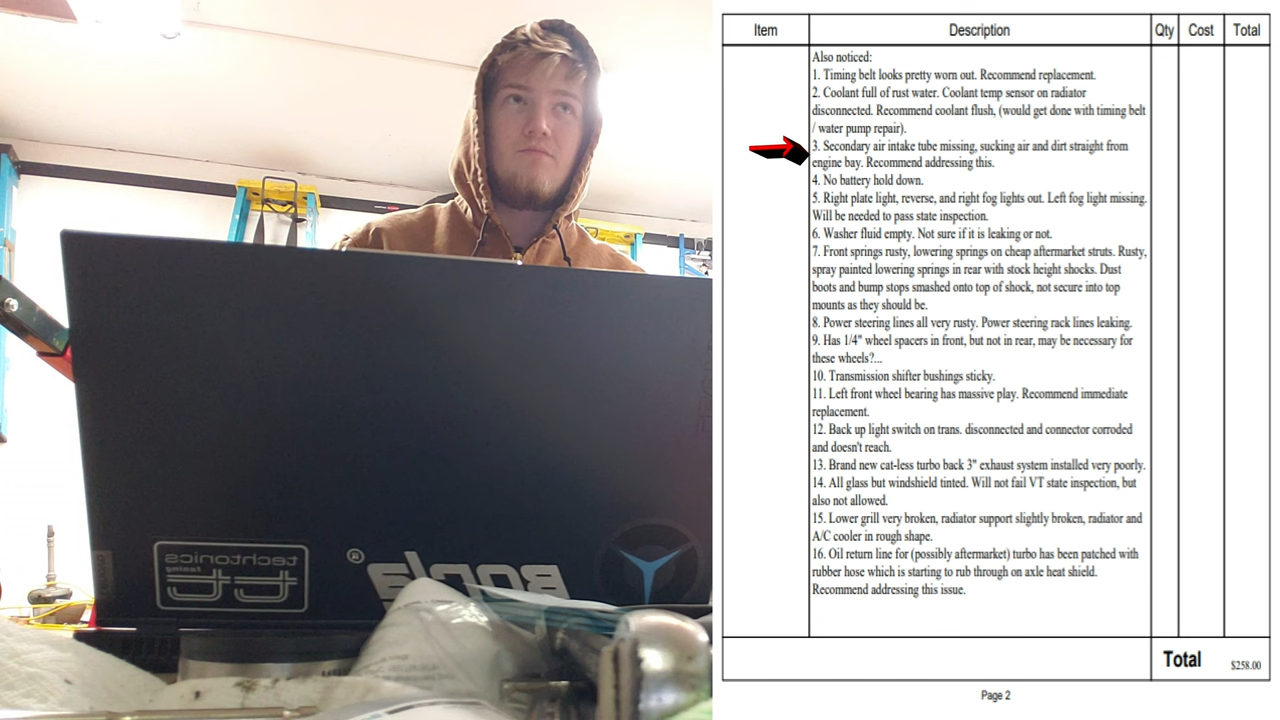 techtonics
tuning
tt
BORLA®
Item Description Qty Cost Total
Also noticed:
1. Timing belt looks pretty worn out. Recommend replacement.
2. Coolant full of rust water. Coolant temp sensor on radiator
disconnected. Recommend coolant flush, (would get done with timing belt
/ water pump repair).
3. Secondary air intake tube missing, sucking air and dirt straight from
engine bay. Recommend addressing this.
4. No battery hold down.
5. Right plate light, reverse, and right fog lights out. Left fog light missing.
Will be needed to pass state inspection.
6. Washer fluid empty. Not sure if it is leaking or not.
7. Front springs rusty, lowering springs on cheap aftermarket struts. Rusty,
spray painted lowering springs in rear with stock height shocks. Dust
boots and bump stops smashed onto top of shock, not secure into top
mounts as they should be.
8. Power steering lines all very rusty. Power steering rack lines leaking.
9. Has 1/4" wheel spacers in front, but not in rear, may be necessary for
these wheels?...
10. Transmission shifter bushings sticky.
11. Left front wheel bearing has massive play. Recommend immediate
replacement.
12. Back up light switch on trans. disconnected and connector corroded
and doesn't reach.
13. Brand new cat-less turbo back 3" exhaust system installed very poorly.
14. All glass but windshield tinted. Will not fail VT state inspection, but
also not allowed.
15. Lower grill very broken, radiator support slightly broken, radiator and
A/C cooler in rough shape.
16. Oil return line for (possibly aftermarket) turbo has been patched with
rubber hose which is starting to rub through on axle heat shield.
Recommend addressing this issue.
Total $258.00
Page 2